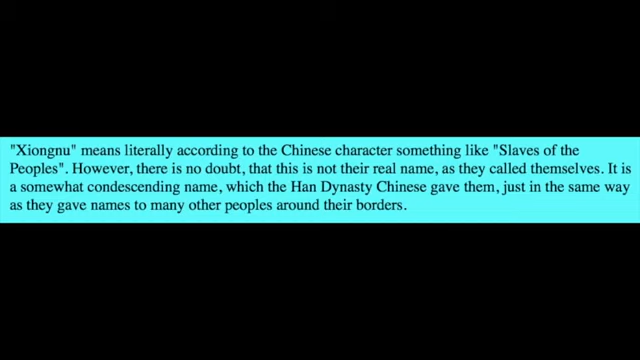 "Xiongnu" means literally according to the Chinese character something like "Slaves of the
Peoples". However, there is no doubt, that this is not their real name, as they called themselves. It is
a somewhat condescending name, which the Han Dynasty Chinese gave them, just in the same way
as they gave names to many other peoples around their borders.